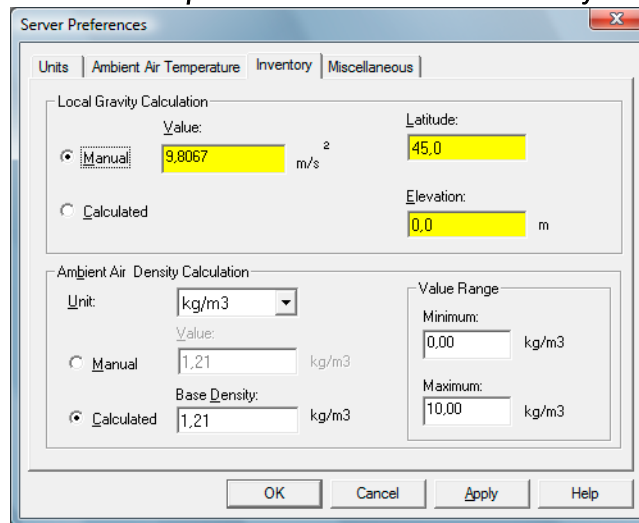 Server Preferences
Units Ambient Air Temperature Inventory Miscellaneous
Local Gravity Calculation
Value:
Manual 9,8067 m/s 2
Latitude:
45,0
Calculated
Elevation:
0,0 m
Ambient Air Density Calculation
Unit: kg/m3
Value:
Manual 1,21 kg/m3
Base Density:
Calculated 1,21 kg/m3
Value Range
Minimum:
0,00 kg/m3
Maximum:
10,00 kg/m3
OK Cancel Apply Help